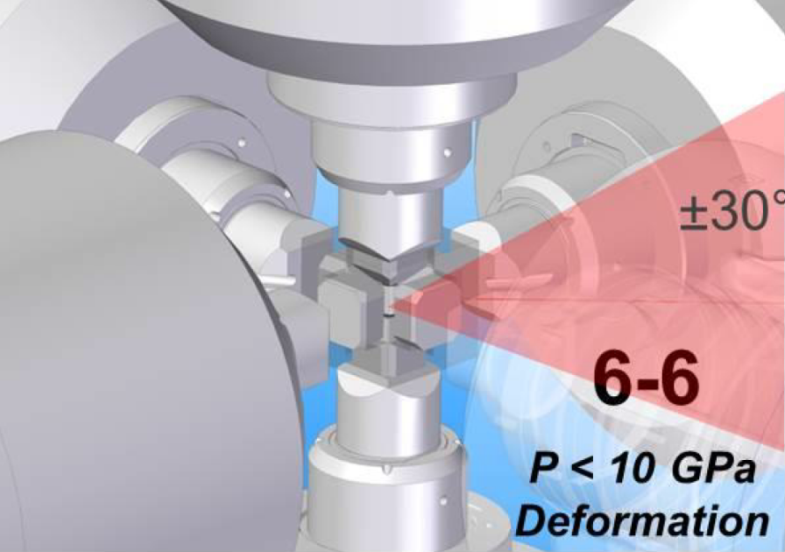 ±30°
6-6
P < 10 GPa
Deformation